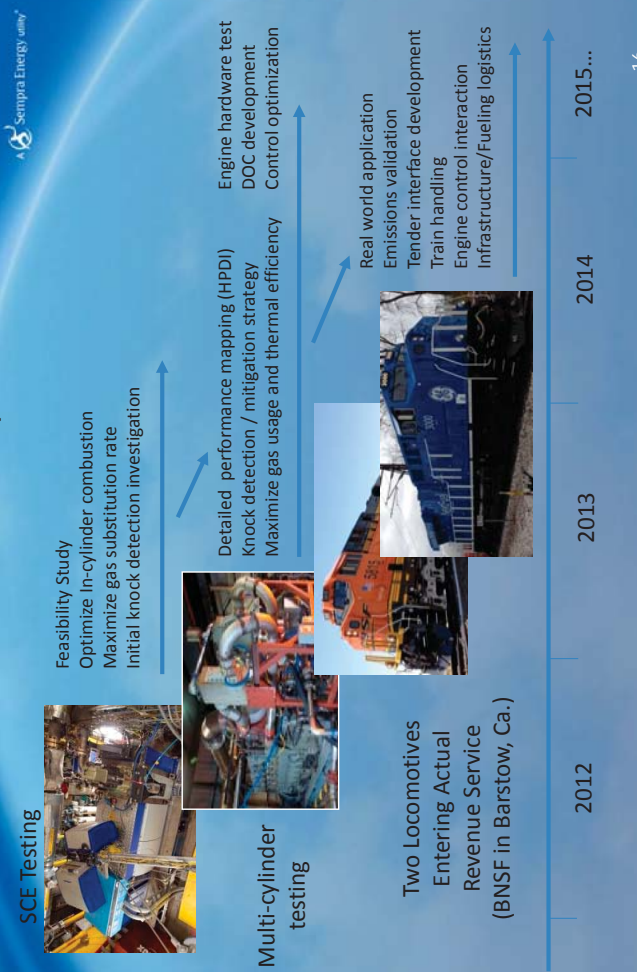 A Sempra Energy utility®
SCE Testing
Feasibility Study
Optimize In-cylinder combustion
Maximize gas substitution rate
Initial knock detection investigation
Multi-cylinder
testing
Detailed performance mapping (HPDI)
Knock detection / mitigation strategy
Maximize gas usage and thermal efficiency
Engine hardware test
DOC development
Control optimization
Two Locomotives
Entering Actual
Revenue Service
(BNSF in Barstow, Ca.)
5815
3000
Real world application
Emissions validation
Tender interface development
Train handling
Engine control interaction
Infrastructure/Fueling logistics
2012
2013
2014
2015...